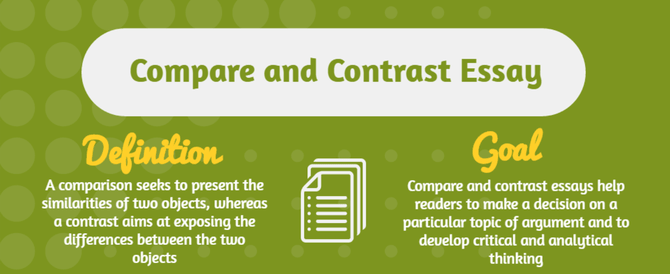 Compare and Contrast Essay
Definition
A comparison seeks to present the
similarities of two objects, whereas
a contrast aims at exposing the
differences between the two
objects
Goal
Compare and contrast essays help
readers to make a decision on a
particular topic of argument and to
develop critical and analytical
thinking